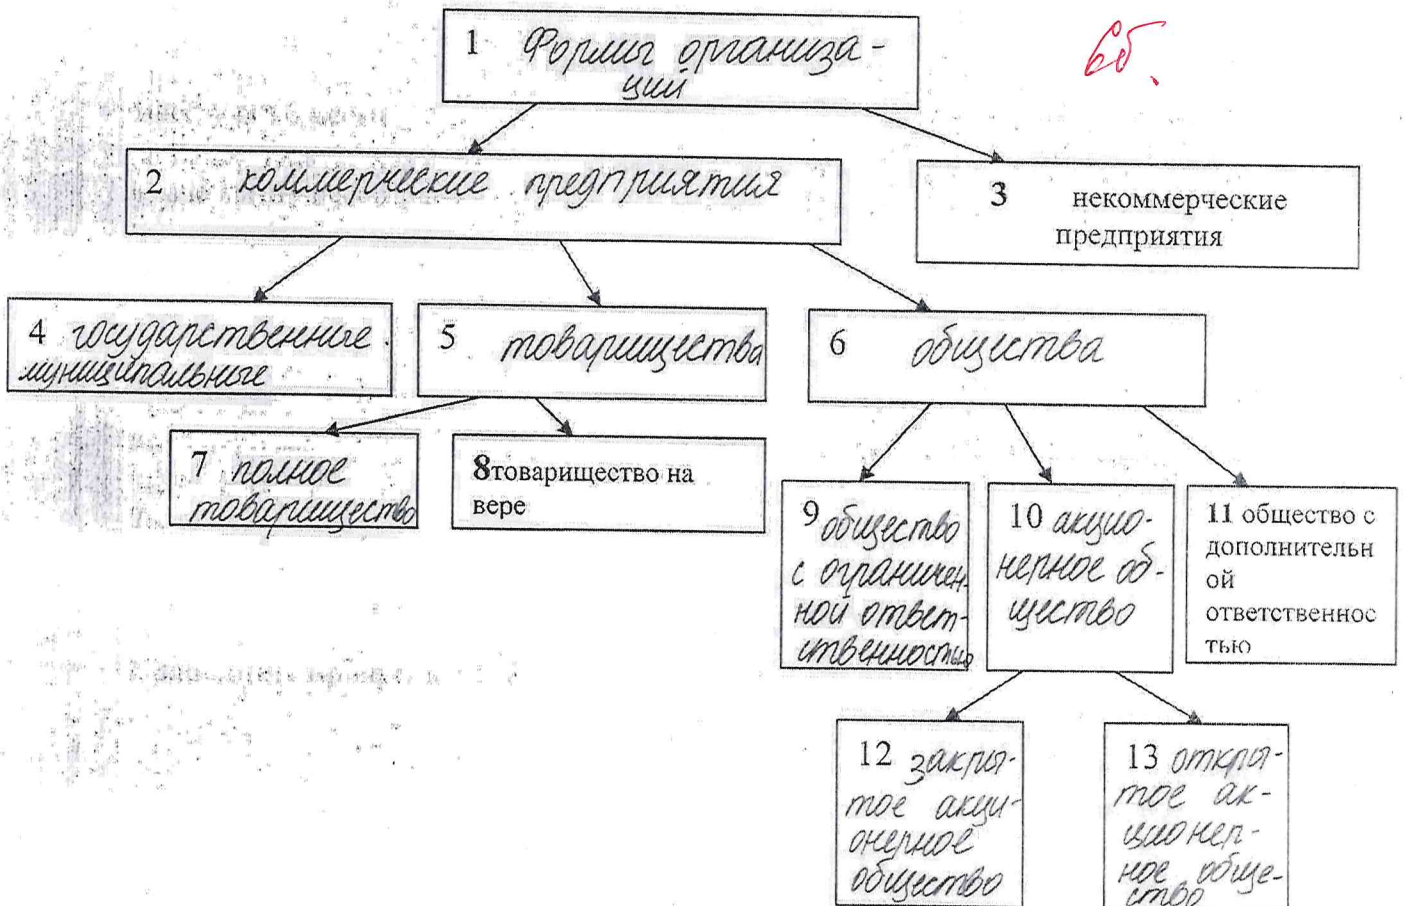 1 Формы организа-
ций
6б.
2 коммерческие предприятия
3 некоммерческие
предприятия
4 государственные
муниципальные
5 товарищества
6 общества
7 полное
товарищество
8товарищество на
вере
9 общество
с ограничен-
ной ответ-
ственностью
10 акцио-
нерное об-
щество
11 общество с
дополнительн
ой
ответственнос
тью
12 закры-
тое акци-
онерное
общество
13 откры-
тое ак-
ционер-
ное обще-
ство